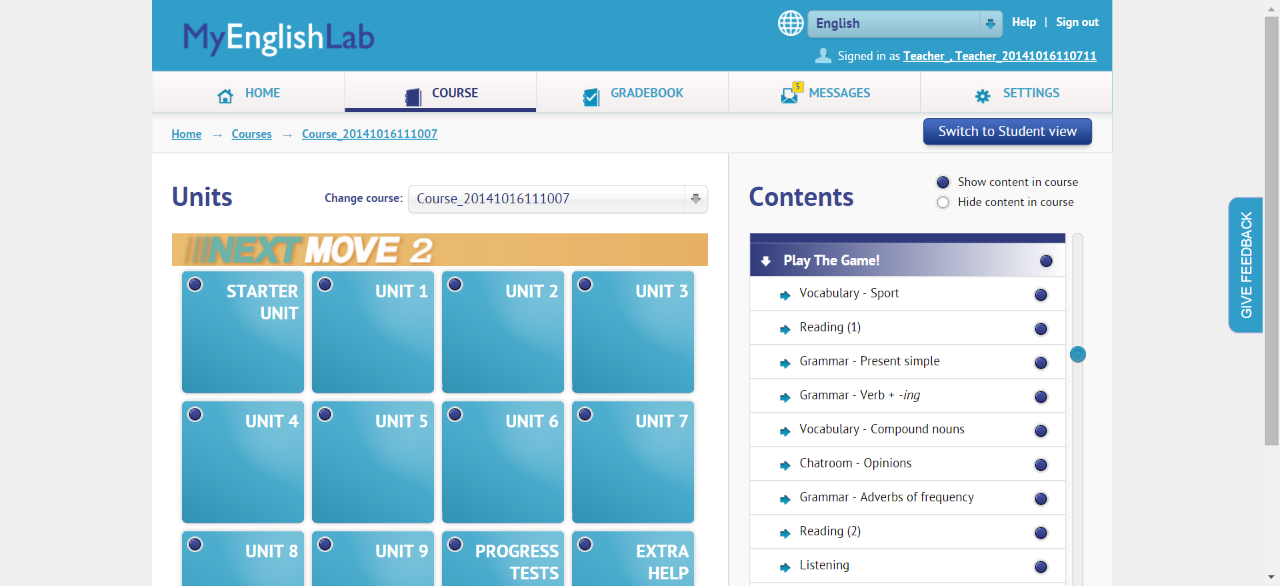 MyEnglishLab
English
Help | Sign out
Signed in as Teacher_, Teacher_20141016110711
HOME
COURSE
GRADEBOOK
5
MESSAGES
SETTINGS
Home → Courses → Course_20141016111007
Switch to Student view
Units
Change course:
Course_20141016111007
NEXT MOVE 2
STARTER
UNIT
UNIT 1
UNIT 2
UNIT 3
UNIT 4
UNIT 5
UNIT 6
UNIT 7
UNIT 8
UNIT 9
PROGRESS
TESTS
EXTRA
HELP
Contents
Show content in course
Hide content in course
Play The Game!
Vocabulary - Sport
Reading (1)
Grammar - Present simple
Grammar - Verb + -ing
Vocabulary - Compound nouns
Chatroom - Opinions
Grammar - Adverbs of frequency
Reading (2)
Listening
GIVE FEEDBACK